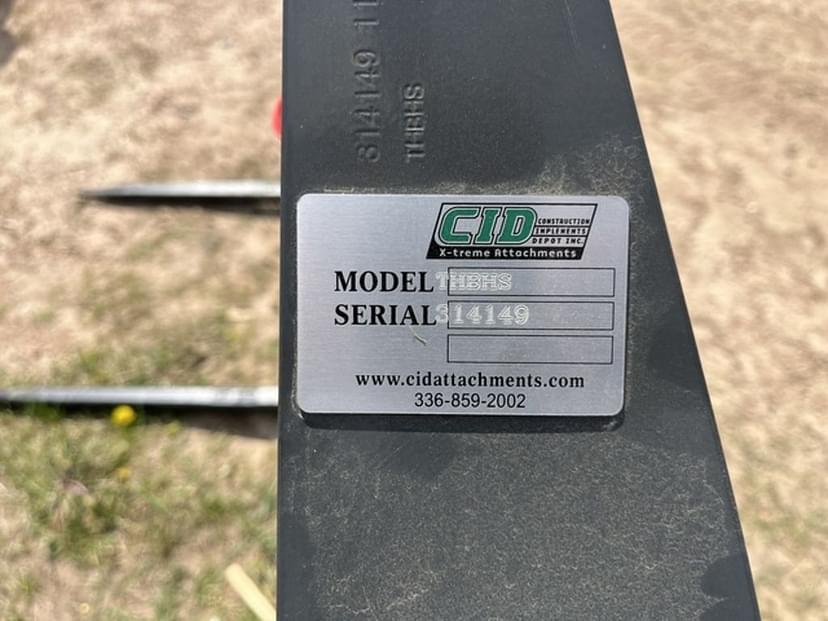 314149 11
THBHS
CID CONSTRUCTION
IMPLEMENTS
DEPOT INC.
X-treme Attachments
MODEL THBHS
SERIAL 314149
www.cidattachments.com
336-859-2002